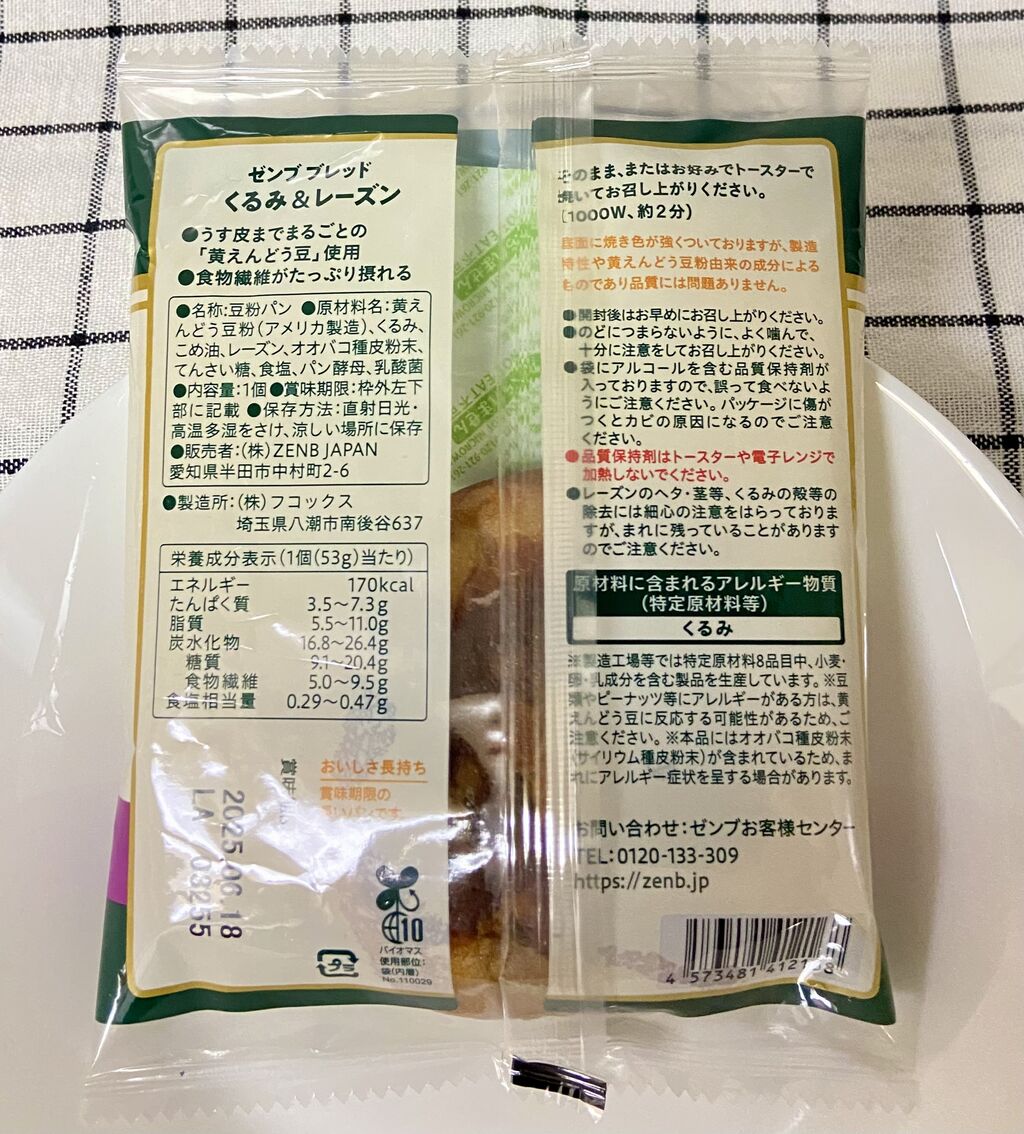 ゼンブ ブレッド
くるみ&レーズン
●うす皮までまるごとの
「黄えんどう豆」使用
●食物繊維がたっぷり摂れる
●名称:豆粉パン ●原材料名:黄え
んどう豆粉(アメリカ製造)、くるみ、
こめ油、レーズン、オオバコ種皮粉末、
てんさい糖、食塩、パン酵母、乳酸菌
●内容量:1個 ●賞味期限:枠外左下
部に記載 ●保存方法:直射日光・
高温多湿をさけ、涼しい場所に保存
●販売者:(株)ZENB JAPAN
愛知県半田市中村町2-6
●製造所:(株)フコックス
埼玉県八潮市南後谷637
栄養成分表示(1個(53g)当たり)
エネルギー 170kcal
たんぱく質 3.5〜7.3g
脂質 5.5〜11.0g
炭水化物 16.8〜26.4g
糖質 9.1〜20.4g
食物繊維 5.0〜9.5g
食塩相当量 0.29〜0.47g
おいしさ長持ち
賞味期限の
長いパンです。
賞味
2025.06.18
LA 03255
10
バイオマス
使用部位:
袋(内層)
No.110029
そのまま、またはお好みでトースターで
焼いてお召し上がりください。
(1000W、約2分)
底面に焼き色が強くついておりますが、製造
特性や黄えんどう豆粉由来の成分による
ものであり品質には問題ありません。
●開封後はお早めにお召し上がりください。
●のどにつまらないように、よく噛んで、
十分に注意をしてお召し上がりください。
●袋にアルコールを含む品質保持剤が
入っておりますので、誤って食べないよ
うにご注意ください。パッケージに傷が
つくとカビの原因になるのでご注意
ください。
●品質保持剤はトースターや電子レンジで
加熱しないでください。
●レーズンのヘタ・茎等、くるみの殻等の
除去には細心の注意をはらっておりま
すが、まれに残っていることがあります
のでご注意ください。
原材料に含まれるアレルギー物質
(特定原材料等)
くるみ
※製造工場等では特定原材料8品目中、小麦・
卵・乳成分を含む製品を生産しています。※豆
類やピーナッツ等にアレルギーがある方は、黄
えんどう豆に反応する可能性があるため、ご
注意ください。※本品にはオオバコ種皮粉末
(サイリウム種皮粉末)が含まれているため、ま
れにアレルギー症状を呈する場合があります。
お問い合わせ:ゼンブお客様センター
TEL:0120-133-309
https://zenb.jp
4 573481 412198